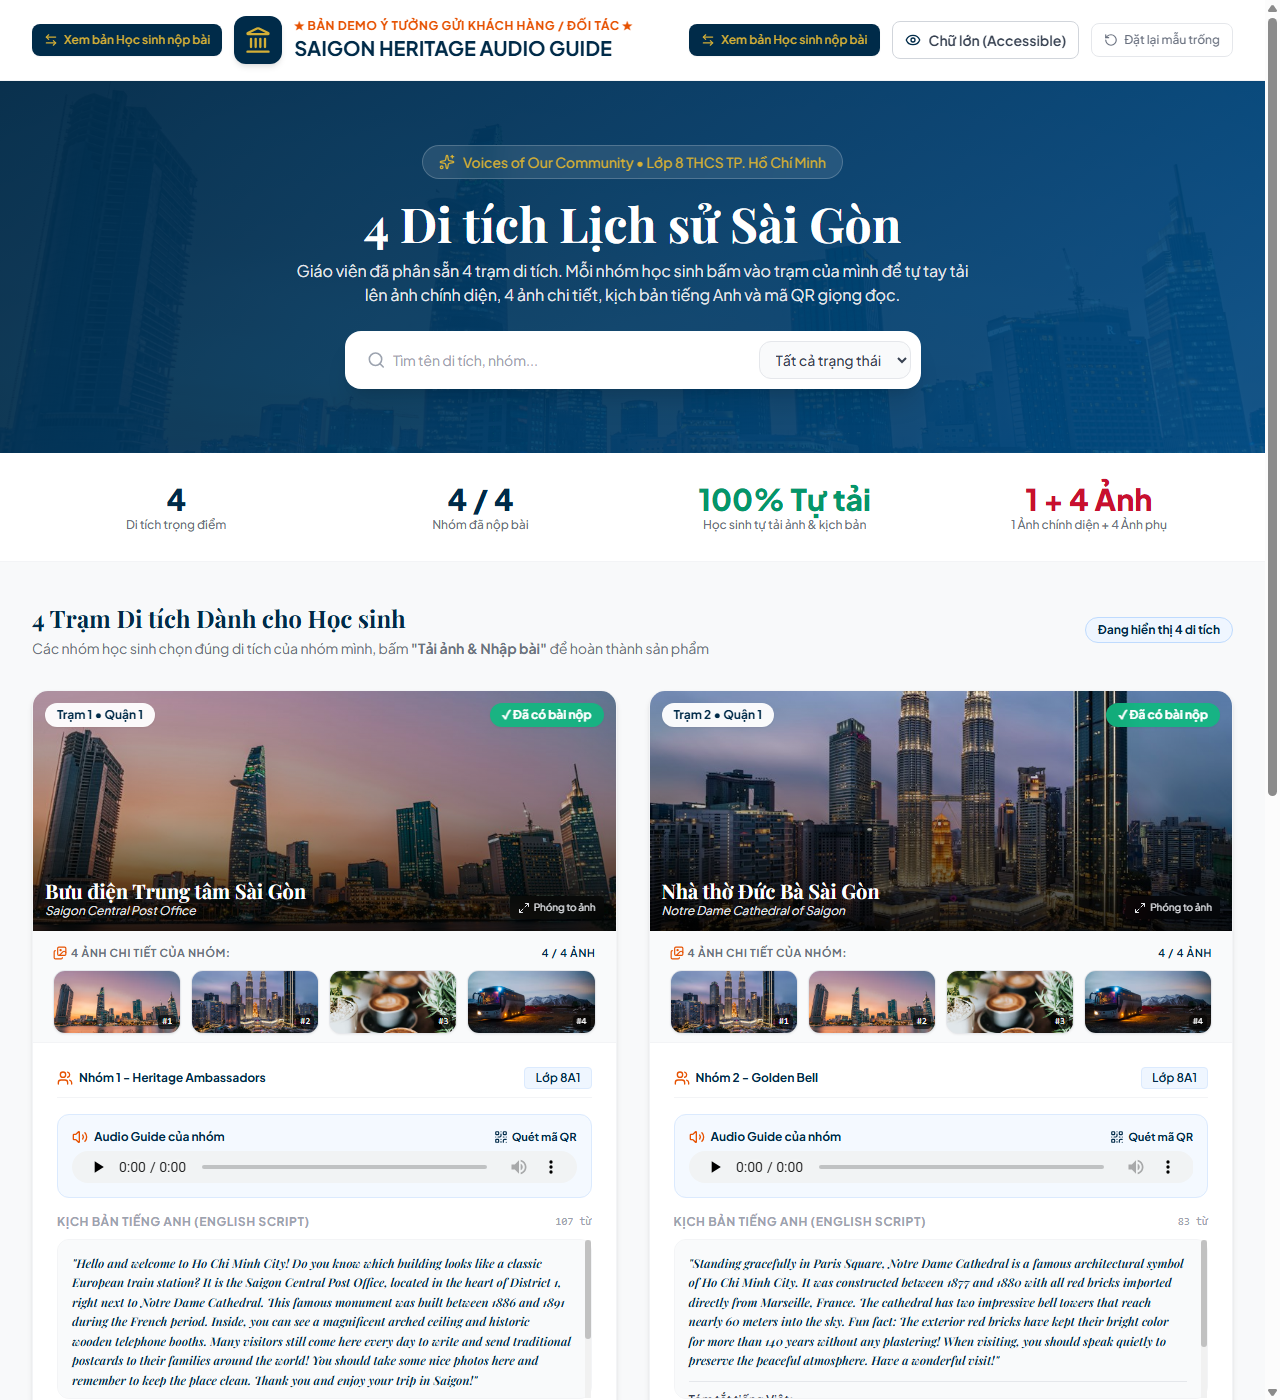 Xem bản Học sinh nộp bài
★ BẢN DEMO Ý TƯỞNG GỬI KHÁCH HÀNG / ĐỐI TÁC ★
SAIGON HERITAGE AUDIO GUIDE
Xem bản Học sinh nộp bài
Chữ lớn (Accessible)
Đặt lại mẫu trống
Voices of Our Community • Lớp 8 THCS TP. Hồ Chí Minh
4 Di tích Lịch sử Sài Gòn
Giáo viên đã phân sẵn 4 trạm di tích. Mỗi nhóm học sinh bấm vào trạm của mình để tự tay tải
lên ảnh chính diện, 4 ảnh chi tiết, kịch bản tiếng Anh và mã QR giọng đọc.
Tìm tên di tích, nhóm...
Tất cả trạng thái
4
Di tích trọng điểm
4 / 4
Nhóm đã nộp bài
100% Tự tải
Học sinh tự tải ảnh & kịch bản
1 + 4 Ảnh
1 Ảnh chính diện + 4 Ảnh phụ
4 Trạm Di tích Dành cho Học sinh
Các nhóm học sinh chọn đúng di tích của nhóm mình, bấm "Tải ảnh & Nhập bài" để hoàn thành sản phẩm
Đang hiển thị 4 di tích
Trạm 1 • Quận 1
✓ Đã có bài nộp
Bưu điện Trung tâm Sài Gòn
Saigon Central Post Office
Phóng to ảnh
4 ẢNH CHI TIẾT CỦA NHÓM:
4 / 4 ẢNH
#1
#2
#3
#4
Nhóm 1 – Heritage Ambassadors
Lớp 8A1
Audio Guide của nhóm
Quét mã QR
0:00 / 0:00
KỊCH BẢN TIẾNG ANH (ENGLISH SCRIPT)
107 từ
"Hello and welcome to Ho Chi Minh City! Do you know which building looks like a classic
European train station? It is the Saigon Central Post Office, located in the heart of District 1,
right next to Notre Dame Cathedral. This famous monument was built between 1886 and 1891
during the French period. Inside, you can see a magnificent arched ceiling and historic
wooden telephone booths. Many visitors still come here every day to write and send traditional
postcards to their families around the world! You should take some nice photos here and
remember to keep the place clean. Thank you and enjoy your trip in Saigon!"
Trạm 2 • Quận 1
✓ Đã có bài nộp
Nhà thờ Đức Bà Sài Gòn
Notre Dame Cathedral of Saigon
Phóng to ảnh
4 ẢNH CHI TIẾT CỦA NHÓM:
4 / 4 ẢNH
#1
#2
#3
#4
Nhóm 2 – Golden Bell
Lớp 8A1
Audio Guide của nhóm
Quét mã QR
0:00 / 0:00
KỊCH BẢN TIẾNG ANH (ENGLISH SCRIPT)
83 từ
"Standing gracefully in Paris Square, Notre Dame Cathedral is a famous architectural symbol
of Ho Chi Minh City. It was constructed between 1877 and 1880 with all red bricks imported
directly from Marseille, France. The cathedral has two impressive bell towers that reach
nearly 60 meters into the sky. Fun fact: The exterior red bricks have kept their bright color
for more than 140 years without any plastering! When visiting, you should speak quietly to
preserve the peaceful atmosphere. Have a wonderful visit!"
Tóm tắt tiếng Việt: